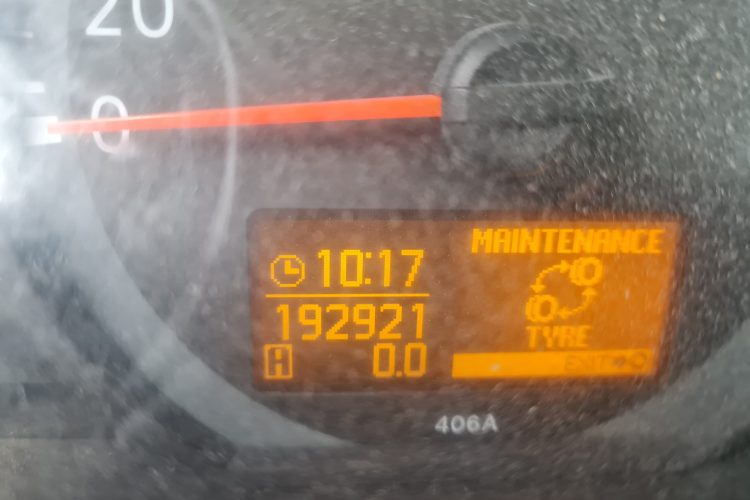 20
0
10:17
192921
A 0.0
MAINTENANCE
TYRE
EXIT
406A